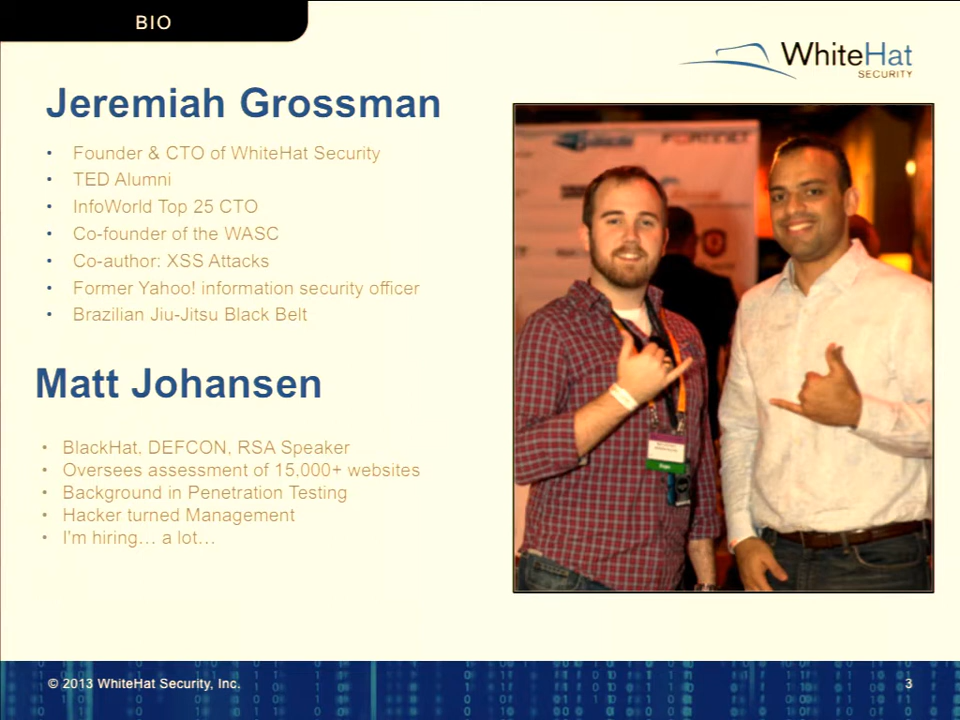 BIO
WhiteHat
SECURITY
Jeremiah Grossman
• Founder & CTO of WhiteHat Security
• TED Alumni
• InfoWorld Top 25 CTO
• Co-founder of the WASC
• Co-author: XSS Attacks
• Former Yahoo! information security officer
• Brazilian Jiu-Jitsu Black Belt
FORTINET
Matt Johansen
• BlackHat, DEFCON, RSA Speaker
• Oversees assessment of 15,000+ websites
• Background in Penetration Testing
• Hacker turned Management
• I'm hiring… a lot…
© 2013 WhiteHat Security, Inc.
3